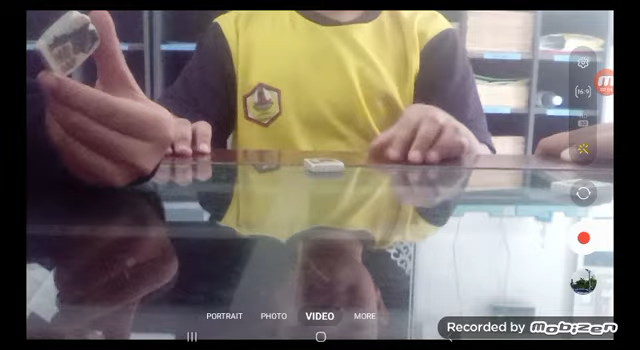 16:9
M
PORTRAIT
PHOTO
VIDEO
MORE
Recorded by mobizen